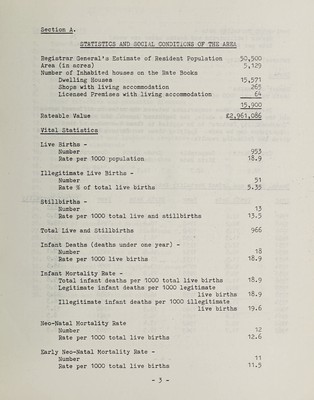 Section A.
STATISTICS AND SOCIAL CONDITIONS OF THE AREA
Registrar General's Estimate of Resident Population 50,500
Area (in acres) 5,129
Number of Inhabited houses on the Rate Books
Dwelling Houses 15,571
Shops with living accommodation 265
Licensed Premises with living accommodation 64
15,900
Rateable Value £2,961,086
Vital Statistics
Live Births -
Number 953
Rate per 1000 population 18.9
Illegitimate Live Births -
Number 51
Rate % of total live births 5.35
Stillbirths -
Number 13
Rate per 1000 total live and stillbirths 13.5
Total Live and Stillbirths 966
Infant Deaths (deaths under one year) -
Number 18
Rate per 1000 live births 18.9
Infant Mortality Rate -
Total infant deaths per 1000 total live births 18.9
Legitimate infant deaths per 1000 legitimate
live births 18.9
Illegitimate infant deaths per 1000 illegitimate
live births 19.6
Neo-Natal Mortality Rate
Number 12
Rate per 1000 total live births 12.6
Early Neo-Natal Mortality Rate -
Number 11
Rate per 1000 total live births 11.5
- 3 -